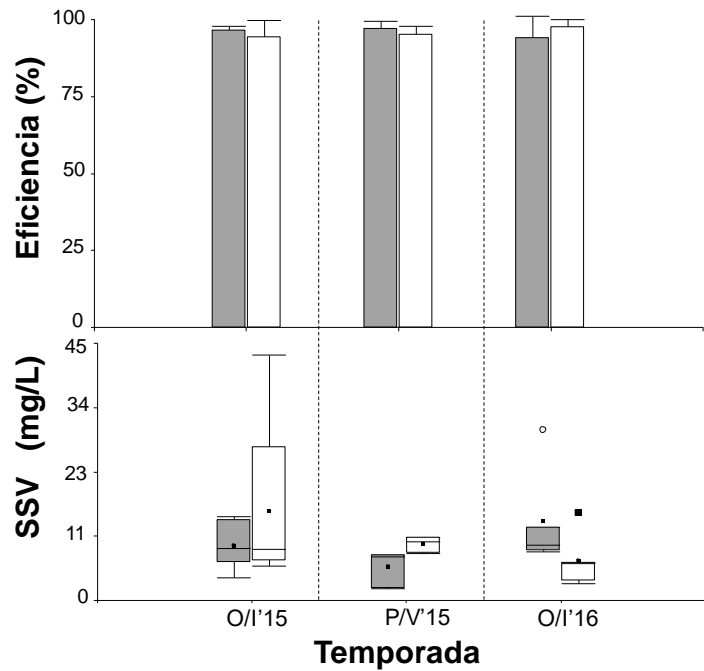 Eficiencia (%)
100
75
50
25
0
SSV (mg/L)
45
34
23
11
0
O/I'15 P/V'15 O/I'16
Temporada